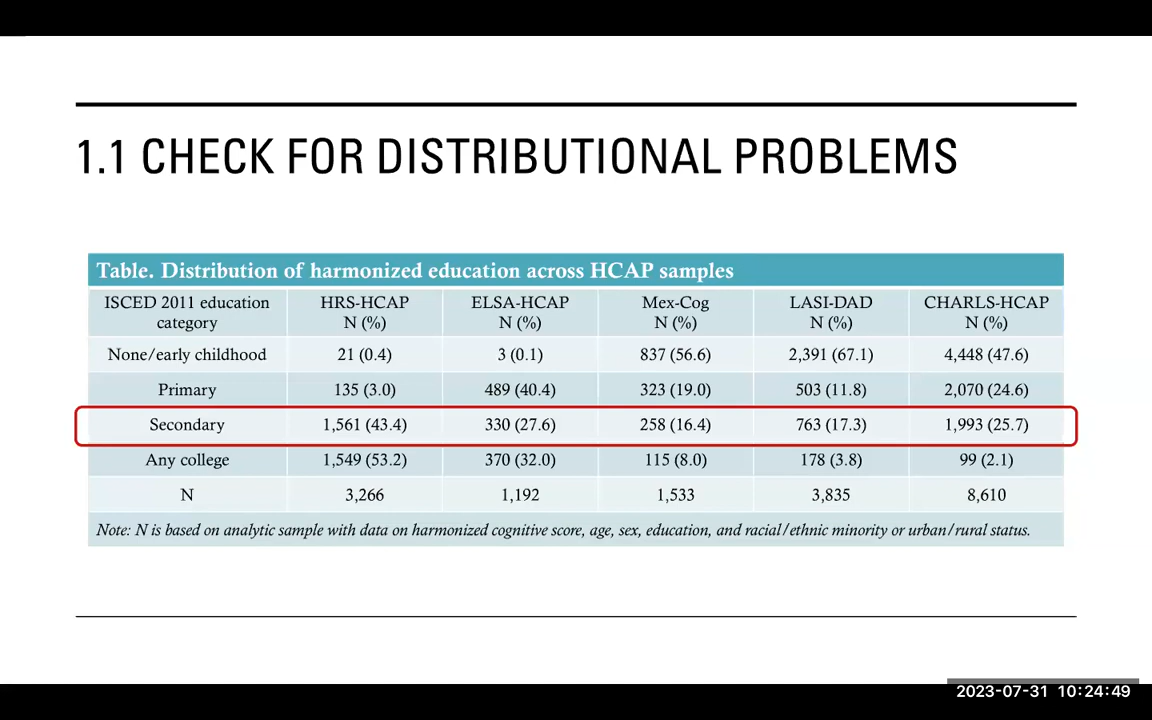 1.1 CHECK FOR DISTRIBUTIONAL PROBLEMS
Table. Distribution of harmonized education across HCAP samples
ISCED 2011 education category HRS-HCAP N (%) ELSA-HCAP N (%) Mex-Cog N (%) LASI-DAD N (%) CHARLS-HCAP N (%)
None/early childhood 21 (0.4) 3 (0.1) 837 (56.6) 2,391 (67.1) 4,448 (47.6)
Primary 135 (3.0) 489 (40.4) 323 (19.0) 503 (11.8) 2,070 (24.6)
Secondary 1,561 (43.4) 330 (27.6) 258 (16.4) 763 (17.3) 1,993 (25.7)
Any college 1,549 (53.2) 370 (32.0) 115 (8.0) 178 (3.8) 99 (2.1)
N 3,266 1,192 1,533 3,835 8,610
Note: N is based on analytic sample with data on harmonized cognitive score, age, sex, education, and racial/ethnic minority or urban/rural status.
2023-07-31 10:24:49